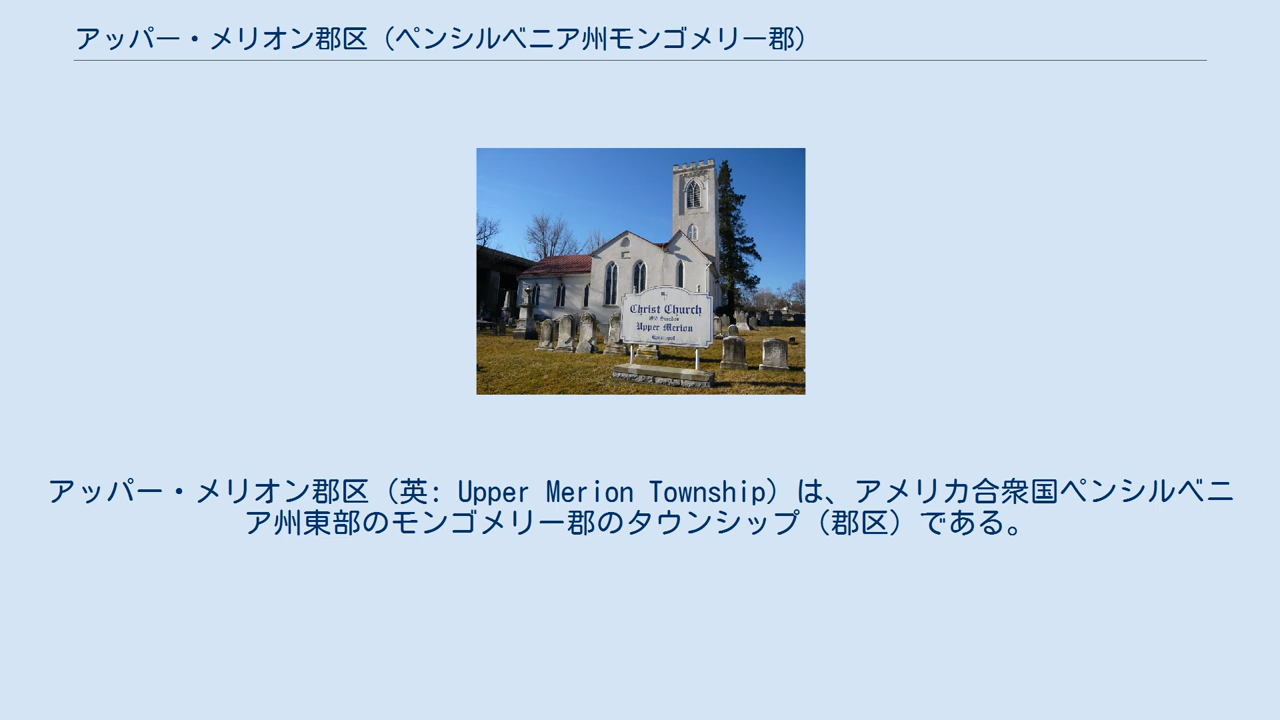 アッパー・メリオン郡区（ペンシルベニア州モンゴメリー郡）
Christ Church
Upper Merion
アッパー・メリオン郡区（英: Upper Merion Township）は、アメリカ合衆国ペンシルベニ
ア州東部のモンゴメリー郡のタウンシップ（郡区）である。